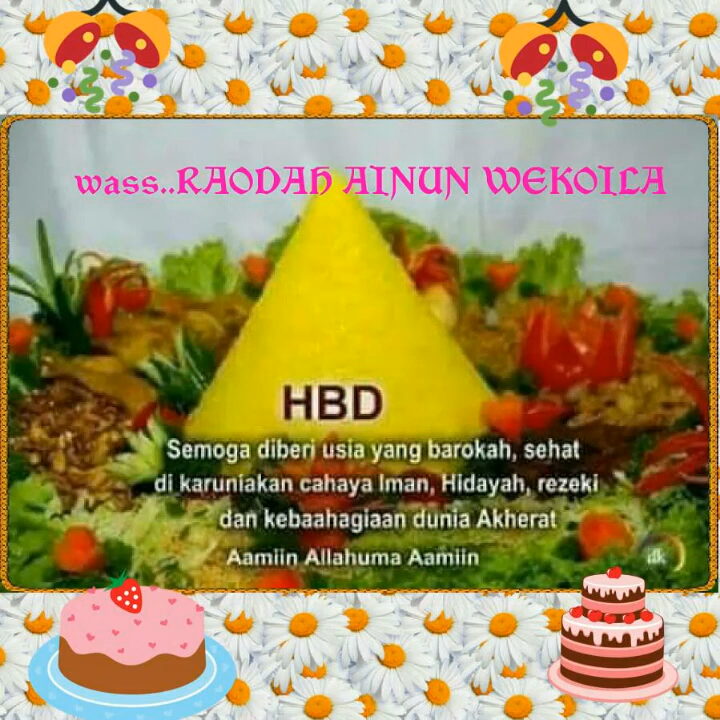 wass..RAODAH AINUN WEKOILA
HBD
Semoga diberi usia yang barokah, sehat
di karuniakan cahaya Iman, Hidayah, rezeki
dan kebaahagiaan dunia Akherat
Aamiin Allahuma Aamiin